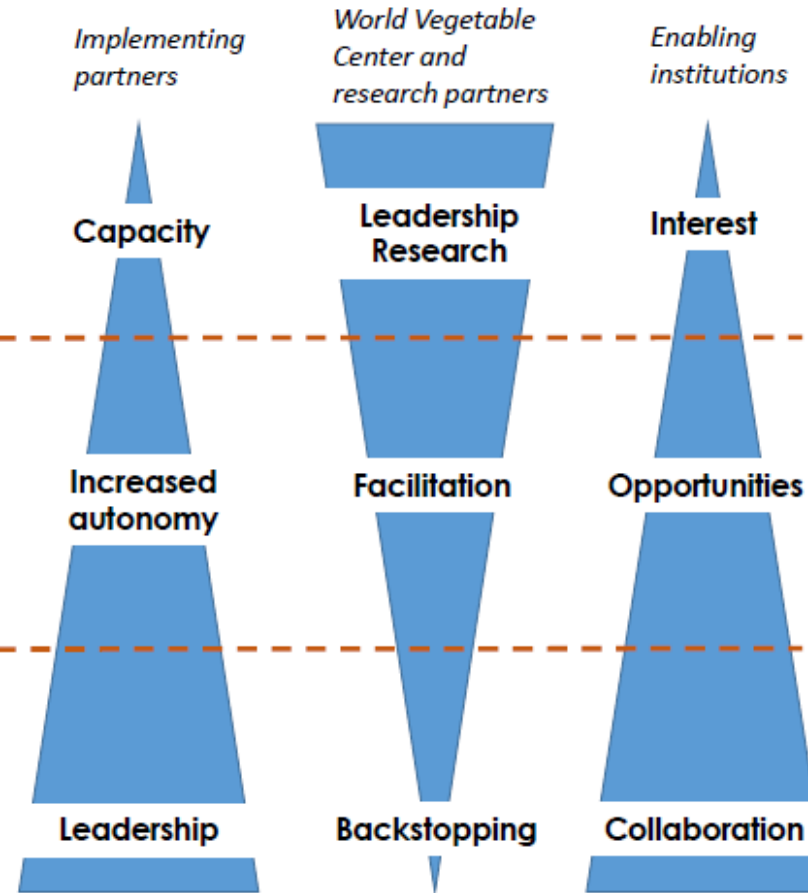 Implementing
partners
World Vegetable
Center and
research partners
Enabling
institutions
Capacity
Leadership
Research
Interest
Increased
autonomy
Facilitation
Opportunities
Leadership
Backstopping
Collaboration